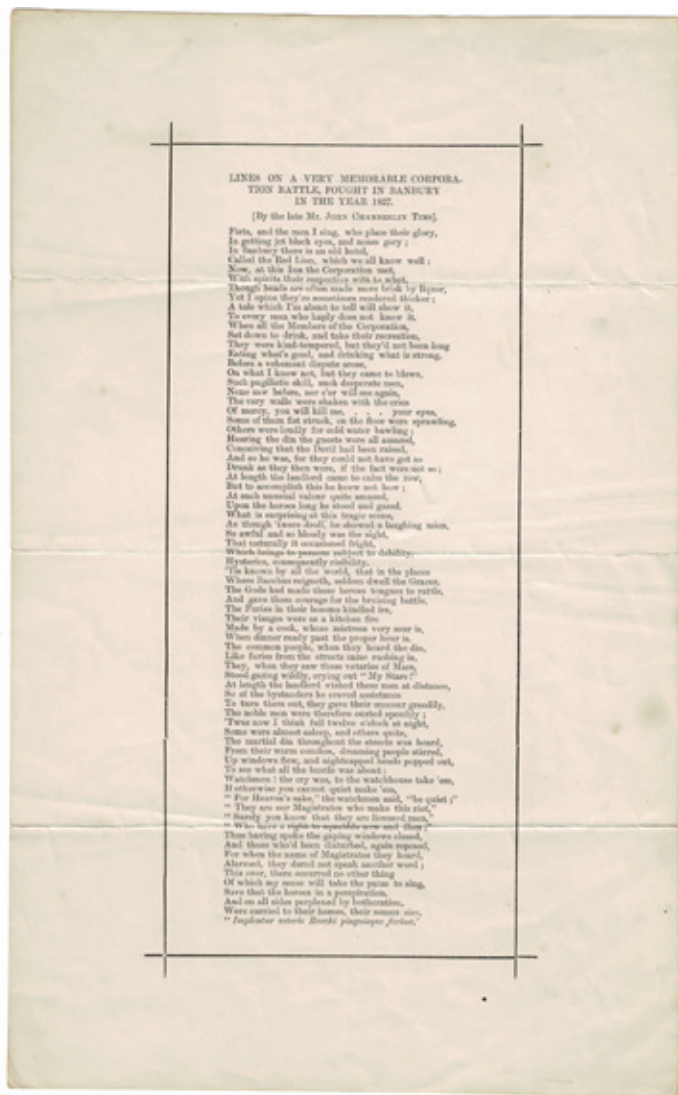 LINES ON A VERY MEMORABLE CORPORA-
TION BATTLE, FOUGHT IN BANBURY
IN THE YEAR 1827.
[By the late Mr. John Chamberlin Tims].
Fists, and the men I sing, who place their glory,
In getting jet black eyes, and noses gory;
In Banbury there is an old hotel,
Called the Red Lion, which we all know well;
Now, at this Inn the Corporation met,
With spirits their respective wits to whet,
Though heads are often made more brisk by liquor,
Yet I opine they're sometimes rendered thicker;
A tale which I'm about to tell will show it,
To every man who haply does not know it,
When all the Members of the Corporation,
Sat down to drink, and take their recreation,
They were kind-tempered, but they'd not been long
Eating what's good, and drinking what is strong,
Before a vehement dispute arose,
On what I know not, but they came to blows,
Such pugilistic skill, such desperate men,
None saw before, nor e'er will see again,
The very walls were shaken with the cries
Of mercy, you will kill me, . . . your eyes,
Some of them fist struck, on the floor were sprawling,
Others were loudly for cold water bawling;
Hearing the din the guests were all amazed,
Conceiving that the Devil had been raised,
And so he was, for they could not have got so
Drunk as they then were, if the fact were not so;
At length the landlord came to calm the row,
But to accomplish this he knew not how;
At such unusual valour quite amazed,
Upon the heroes long he stood and gazed.
What is surprising at this tragic scene,
As though 'twere droll, he showed a laughing mien,
So awful and so bloody was the sight,
That naturally it occasioned fright,
Which brings to persons subject to debility,
Hysterics, consequently risibility.
'Tis known by all the world, that in the places
Where Bacchus reigneth, seldom dwell the Graces.
The Gods had made these heroes tongues to rattle,
And gave them courage for the bruising battle,
The Furies in their bosoms kindled ire,
Their visages were as a kitchen fire
Made by a cook, whose mistress very sour is,
When dinner ready past the proper hour is.
The common people, when they heard the din,
Like furies from the streets came rushing in,
They, when they saw these votaries of Mars,
Stood gazing wildly, crying out "My Stars!"
At length the landlord wished these men at distance,
So of the bystanders he craved assistance
To turn them out, they gave their succour greedily,
The noble men were therefore ousted speedily;
'Twas now I think full twelve o'clock at night,
Some were almost asleep, and others quite,
The martial din throughout the streets was heard,
From their warm couches, dreaming people stirred,
Up windows flew, and nightcapped heads popped out,
To see what all the bustle was about;
Watchmen! the cry was, to the watchhouse take 'em,
If otherwise you cannot quiet make 'em,
"For Heaven's sake," the watchmen said, "be quiet;"
"They are our Magistrates who make this riot,"
"Surely you know that they are licensed men,"
"Who have a right to squabble now and then;"
Thus having spoke the gaping windows closed,
And those who'd been disturbed, again reposed,
For when the name of Magistrates they heard,
Alarmed, they dared not speak another word;
This over, there occurred no other thing
Of which my muse will take the pains to sing,
Save that the heroes in a perspiration,
And on all sides perplexed by botheration,
Were carried to their homes, their senses
"Implentur veteris Bacchi pinguisque ferinæ.'